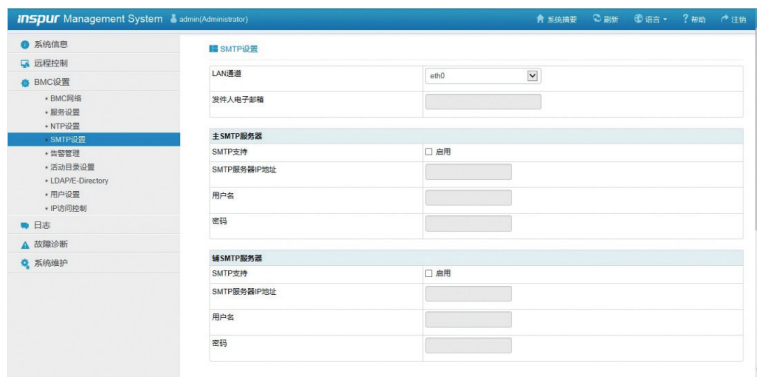 inspur Management System admin(Administrator) 系统摘要 刷新 语言 ? 帮助 注销
系统信息
远程控制
BMC设置
• BMC网络
• 服务设置
• NTP设置
• SMTP设置
• 告警管理
• 活动目录设置
• LDAP/E-Directory
• 用户设置
• IP访问控制
日志
故障诊断
系统维护
SMTP设置
LAN通道 eth0
发件人电子邮箱
主SMTP服务器
SMTP支持 启用
SMTP服务器IP地址
用户名
密码
辅SMTP服务器
SMTP支持 启用
SMTP服务器IP地址
用户名
密码